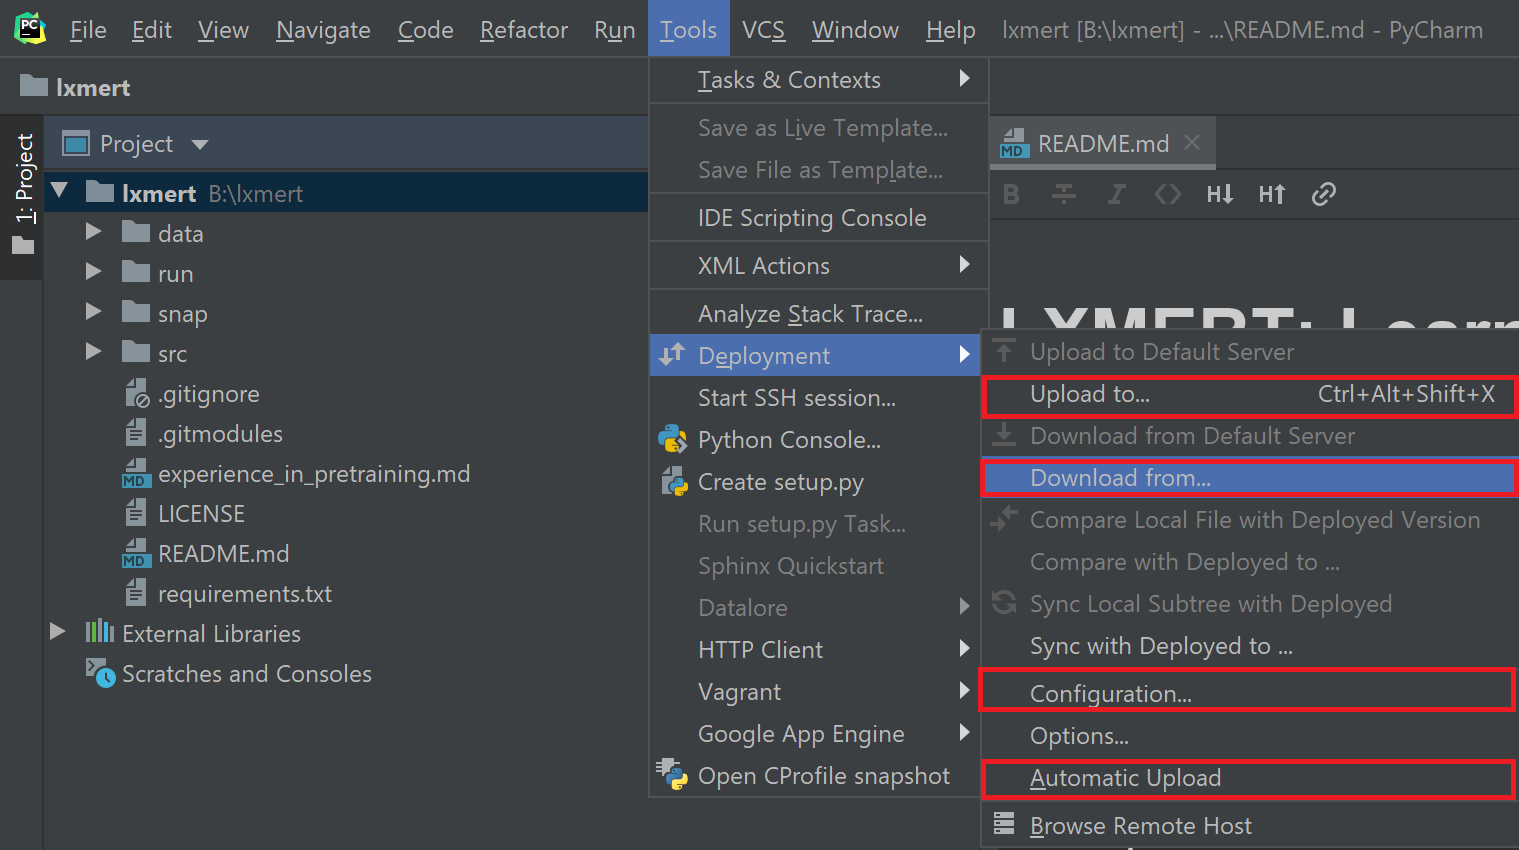 PC
File Edit View Navigate Code Refactor Run Tools VCS Window Help lxmert [B:\lxmert] - ...\README.md - PyCharm
lxmert
1: Project
Project
lxmert B:\lxmert
data
run
snap
src
.gitignore
.gitmodules
MD experience_in_pretraining.md
LICENSE
MD README.md
requirements.txt
External Libraries
Scratches and Consoles
Tasks & Contexts
Save as Live Template...
Save File as Template...
IDE Scripting Console
XML Actions
Analyze Stack Trace...
Deployment
Start SSH session...
Python Console...
Create setup.py
Run setup.py Task...
Sphinx Quickstart
Datalore
HTTP Client
Vagrant
Google App Engine
Open CProfile snapshot
MD README.md
B I H↓ H↑
LXMERT: Learn
Upload to Default Server
Upload to... Ctrl+Alt+Shift+X
Download from Default Server
Download from...
Compare Local File with Deployed Version
Compare with Deployed to ...
Sync Local Subtree with Deployed
Sync with Deployed to ...
Configuration...
Options...
Automatic Upload
Browse Remote Host